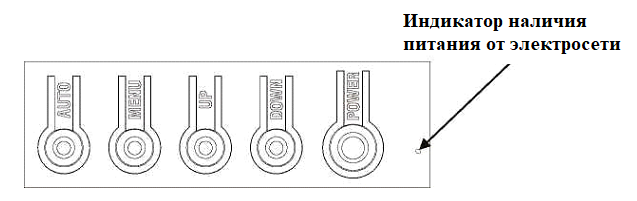 Индикатор наличия
питания от электросети
AUTO
MENU
UP
DOWN
POWER